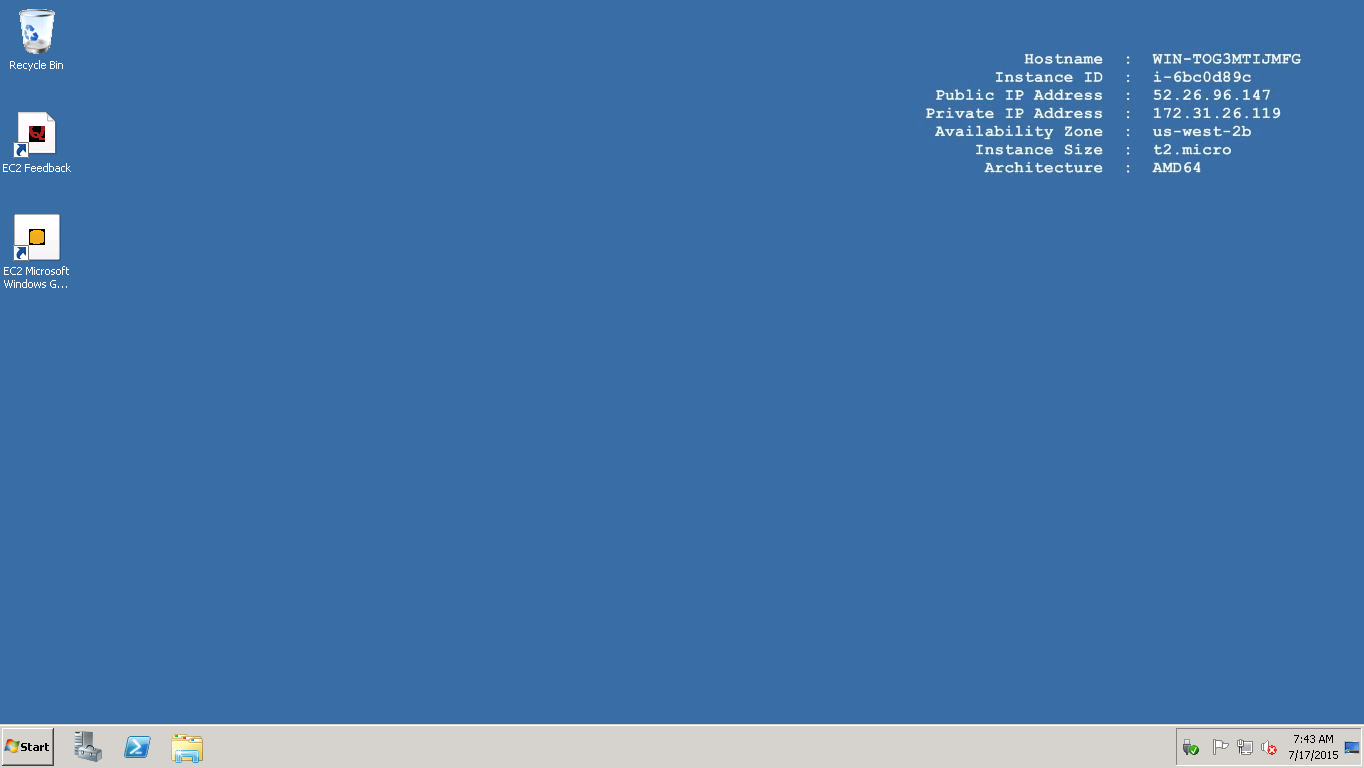 Recycle Bin
EC2 Feedback
EC2 Microsoft
Windows G...
Hostname : WIN-TOG3MTIJMFG
Instance ID : i-6bc0d89c
Public IP Address : 52.26.96.147
Private IP Address : 172.31.26.119
Availability Zone : us-west-2b
Instance Size : t2.micro
Architecture : AMD64
Start
7:43 AM
7/17/2015